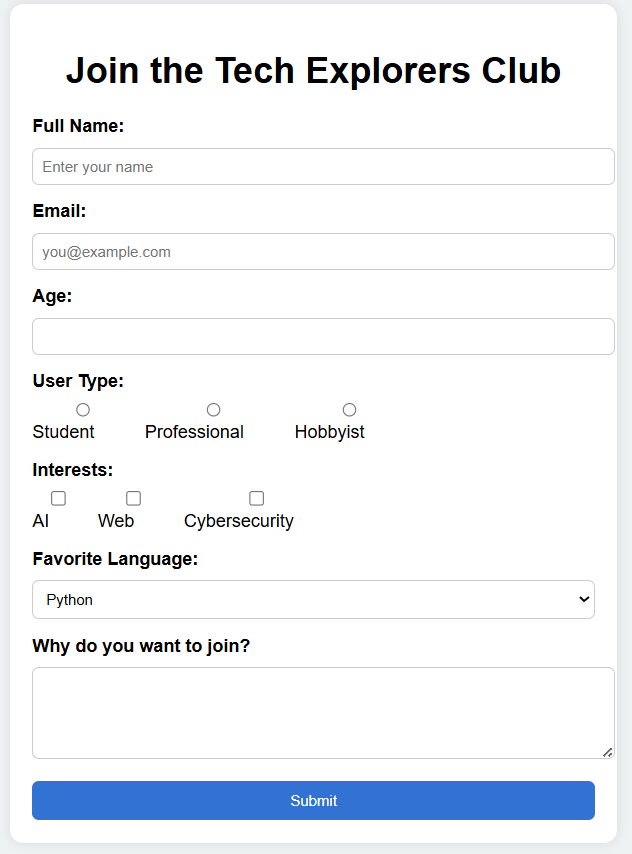 Join the Tech Explorers Club
Full Name:
Enter your name
Email:
you@example.com
Age:
User Type:
Student Professional Hobbyist
Interests:
AI Web Cybersecurity
Favorite Language:
Python
Why do you want to join?
Submit